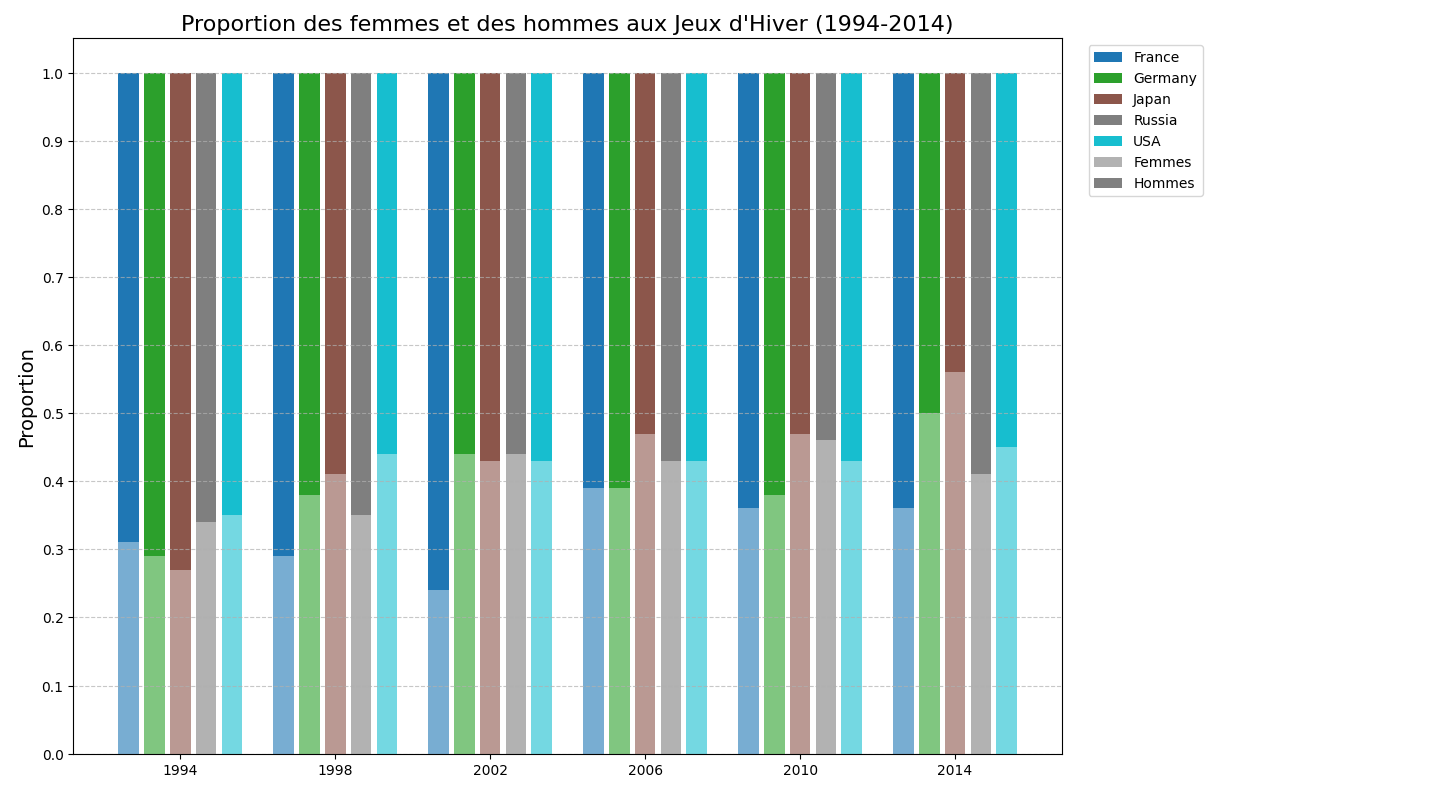 Proportion des femmes et des hommes aux Jeux d'Hiver (1994-2014)
France
Germany
Japan
Russia
USA
Femmes
Hommes
Proportion
1.0
0.9
0.8
0.7
0.6
0.5
0.4
0.3
0.2
0.1
0.0
1994 1998 2002 2006 2010 2014